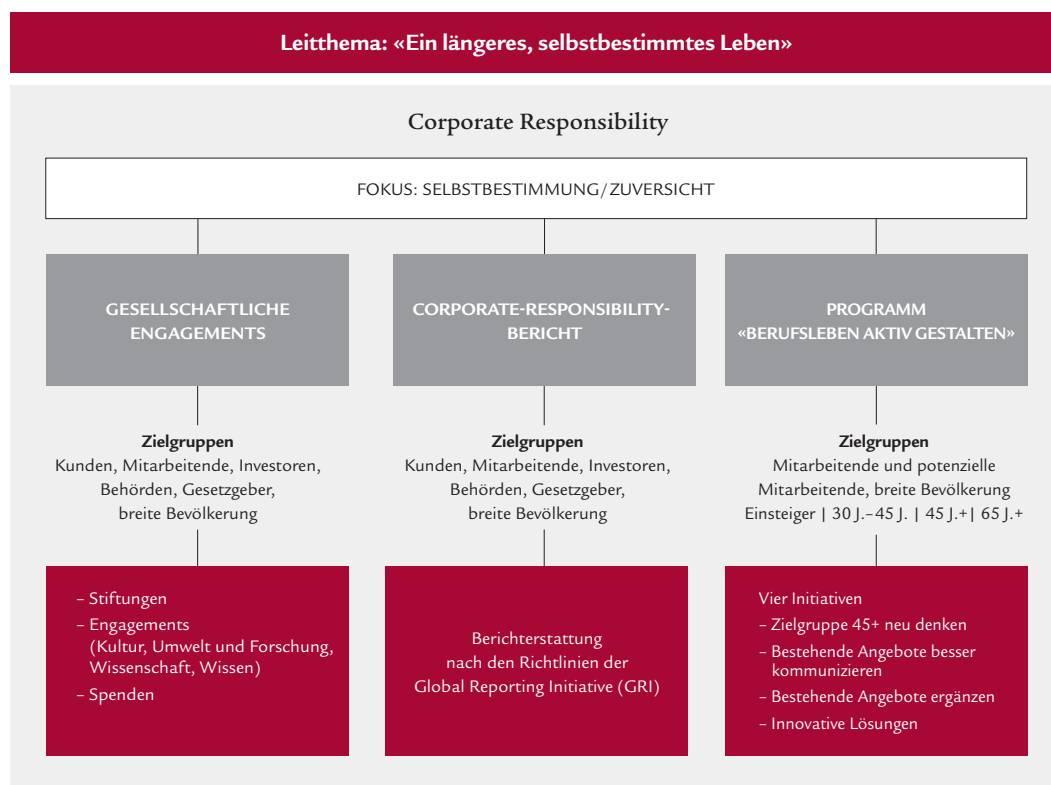 Leitthema: «Ein längeres, selbstbestimmtes Leben»
Corporate Responsibility
FOKUS: SELBSTBESTIMMUNG/ZUVERSICHT
GESELLSCHAFTLICHE
ENGAGEMENTS
Zielgruppen
Kunden, Mitarbeitende, Investoren,
Behörden, Gesetzgeber,
breite Bevölkerung
– Stiftungen
– Engagements
(Kultur, Umwelt und Forschung,
Wissenschaft, Wissen)
– Spenden
CORPORATE-RESPONSIBILITY-
BERICHT
Zielgruppen
Kunden, Mitarbeitende, Investoren,
Behörden, Gesetzgeber,
breite Bevölkerung
Berichterstattung
nach den Richtlinien der
Global Reporting Initiative (GRI)
PROGRAMM
«BERUFSLEBEN AKTIV GESTALTEN»
Zielgruppen
Mitarbeitende und potenzielle
Mitarbeitende, breite Bevölkerung
Einsteiger | 30 J.–45 J. | 45 J.+| 65 J.+
Vier Initiativen
– Zielgruppe 45+ neu denken
– Bestehende Angebote besser
kommunizieren
– Bestehende Angebote ergänzen
– Innovative Lösungen